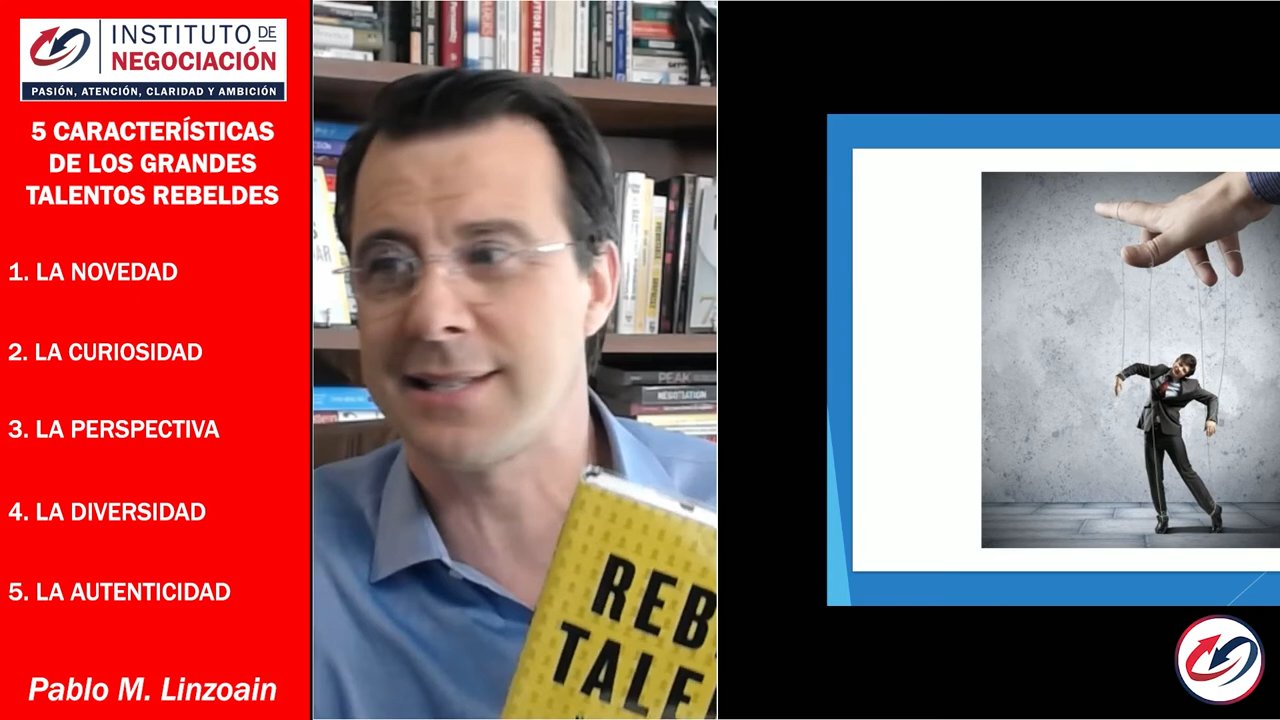 INSTITUTO DE
NEGOCIACIÓN
PASIÓN, ATENCIÓN, CLARIDAD Y AMBICIÓN
5 CARACTERÍSTICAS
DE LOS GRANDES
TALENTOS REBELDES
1. LA NOVEDAD
2. LA CURIOSIDAD
3. LA PERSPECTIVA
4. LA DIVERSIDAD
5. LA AUTENTICIDAD
Pablo M. Linzoain
PEAK
NEGOTIATION
REB
TALE